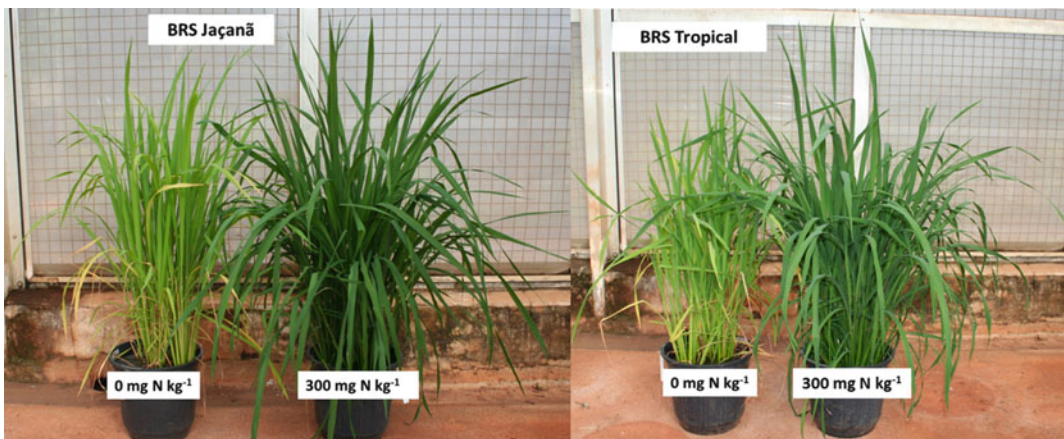 BRS Jaçanã
BRS Tropical
0 mg N kg⁻¹
300 mg N kg⁻¹
0 mg N kg⁻¹
300 mg N kg⁻¹